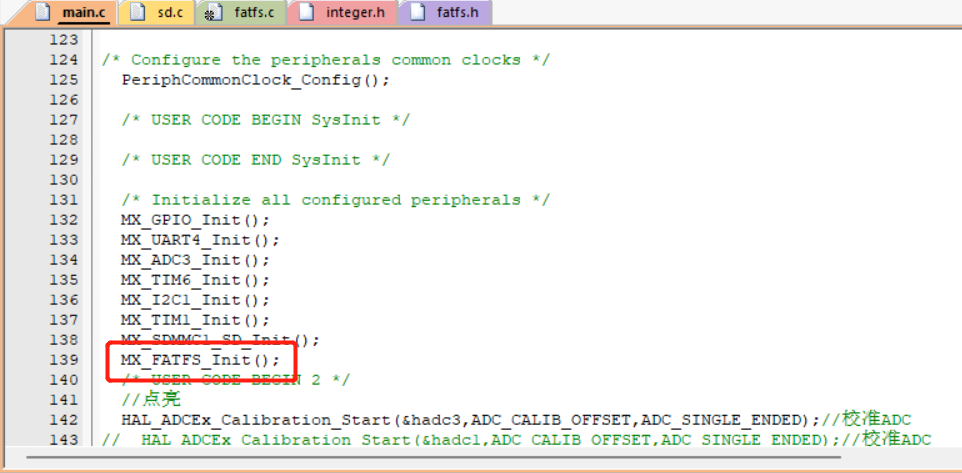 main.c sd.c fatfs.c integer.h fatfs.h
123
124 /* Configure the peripherals common clocks */
125 PeriphCommonClock_Config();
126
127 /* USER CODE BEGIN SysInit */
128
129 /* USER CODE END SysInit */
130
131 /* Initialize all configured peripherals */
132 MX_GPIO_Init();
133 MX_UART4_Init();
134 MX_ADC3_Init();
135 MX_TIM6_Init();
136 MX_I2C1_Init();
137 MX_TIM1_Init();
138 MX_SDMMC1_SD_Init();
139 MX_FATFS_Init();
140 /* USER CODE BEGIN 2 */
141 //点亮
142 HAL_ADCEx_Calibration_Start(&hadc3,ADC_CALIB_OFFSET,ADC_SINGLE_ENDED);//校准ADC
143 // HAL_ADCEx_Calibration_Start(&hadc1,ADC_CALIB_OFFSET,ADC_SINGLE_ENDED);//校准ADC